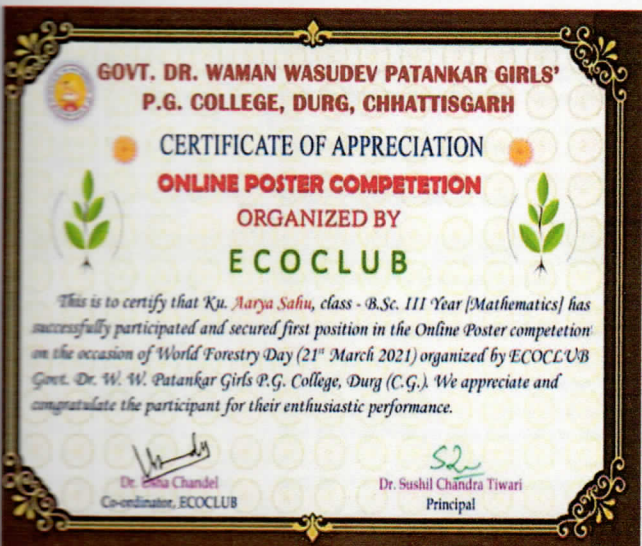 GOVT. DR. WAMAN WASUDEV PATANKAR GIRLS'
P.G. COLLEGE, DURG, CHHATTISGARH
CERTIFICATE OF APPRECIATION
ONLINE POSTER COMPETETION
ORGANIZED BY
ECOCLUB
This is to certify that Ku. Aarya Sahu, class - B.Sc. III Year [Mathematics] has
successfully participated and secured first position in the Online Poster competetion
on the occasion of World Forestry Day (21st March 2021) organized by ECOCLUB
Govt. Dr. W. W. Patankar Girls P.G. College, Durg (C.G.). We appreciate and
congratulate the participant for their enthusiastic performance.
Dr. Usha Chandel
Co-ordinator, ECOCLUB
Dr. Sushil Chandra Tiwari
Principal